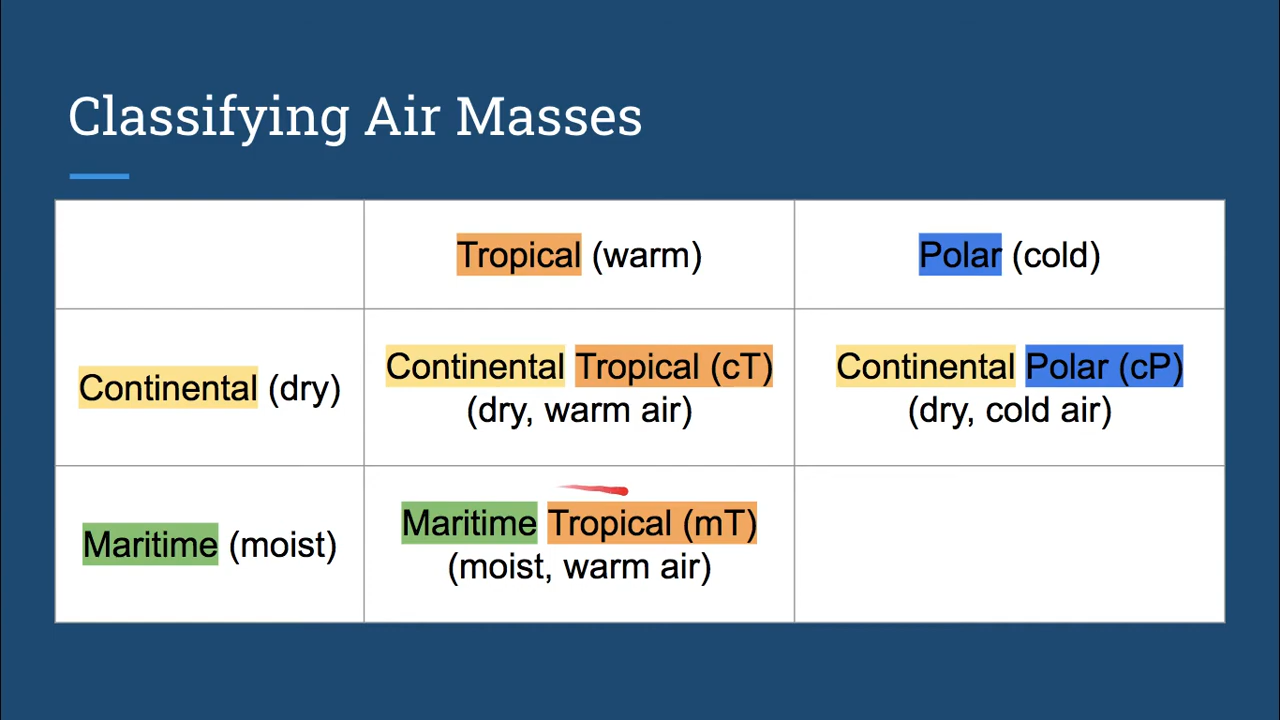 Classifying Air Masses
Tropical (warm)
Polar (cold)
Continental (dry)
Continental Tropical (cT)
(dry, warm air)
Continental Polar (cP)
(dry, cold air)
Maritime (moist)
Maritime Tropical (mT)
(moist, warm air)